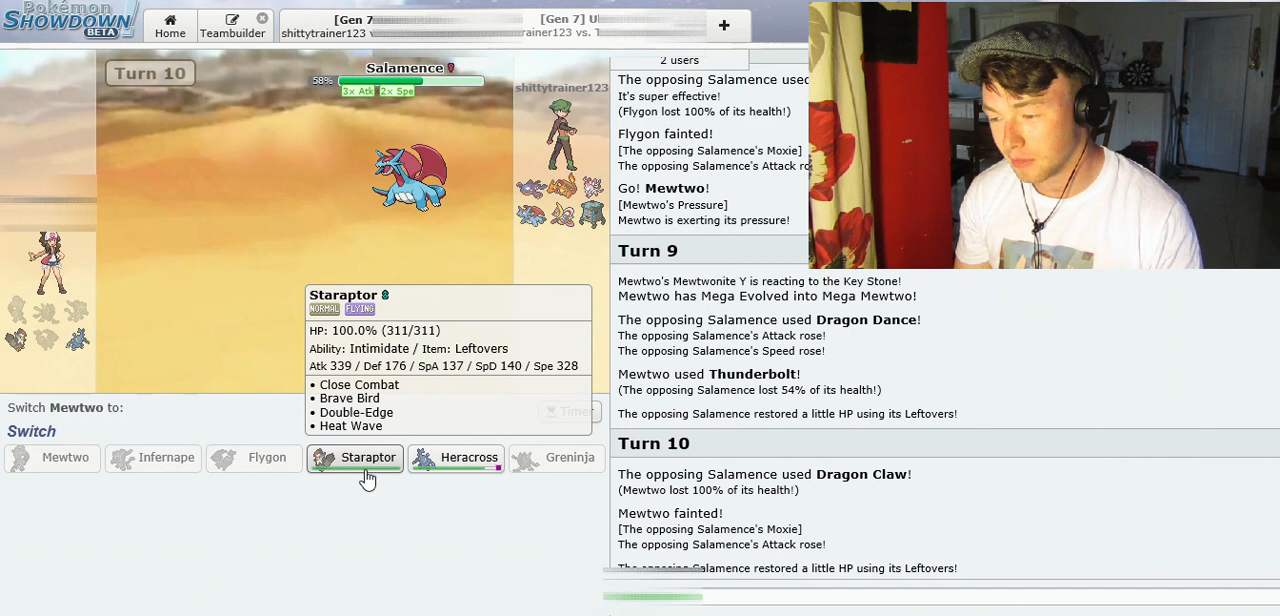 Pokémon
SHOWDOWN
BETA
Home
Teambuilder
[Gen 7
shittytrainer123
[Gen 7]
rainer123 vs.
+
Turn 10
Salamence
58%
3x Atk 2x Spe
shittytrainer123
2 users
The opposing Salamence used
It's super effective!
(Flygon lost 100% of its health!)
Flygon fainted!
[The opposing Salamence's Moxie]
The opposing Salamence's Attack
Go! Mewtwo!
[Mewtwo's Pressure]
Mewtwo is exerting its pressure!
Turn 9
Mewtwo's Mewtwonite Y is reacting to the Key Stone!
Mewtwo has Mega Evolved into Mega Mewtwo!
The opposing Salamence used Dragon Dance!
The opposing Salamence's Attack rose!
The opposing Salamence's Speed rose!
Mewtwo used Thunderbolt!
(The opposing Salamence lost 54% of its health!)
The opposing Salamence restored a little HP using its Leftovers!
Turn 10
The opposing Salamence used Dragon Claw!
(Mewtwo lost 100% of its health!)
Mewtwo fainted!
[The opposing Salamence's Moxie]
The opposing Salamence's Attack rose!
The opposing Salamence restored a little HP using its Leftovers!
Staraptor
NORMAL FLYING
HP: 100.0% (311/311)
Ability: Intimidate / Item: Leftovers
Atk 339 / Def 176 / SpA 137 / SpD 140 / Spe 328
• Close Combat
• Brave Bird
• Double-Edge
• Heat Wave
Switch Mewtwo to:
Timer
Switch
Mewtwo
Infernape
Flygon
Staraptor
Heracross
Greninja